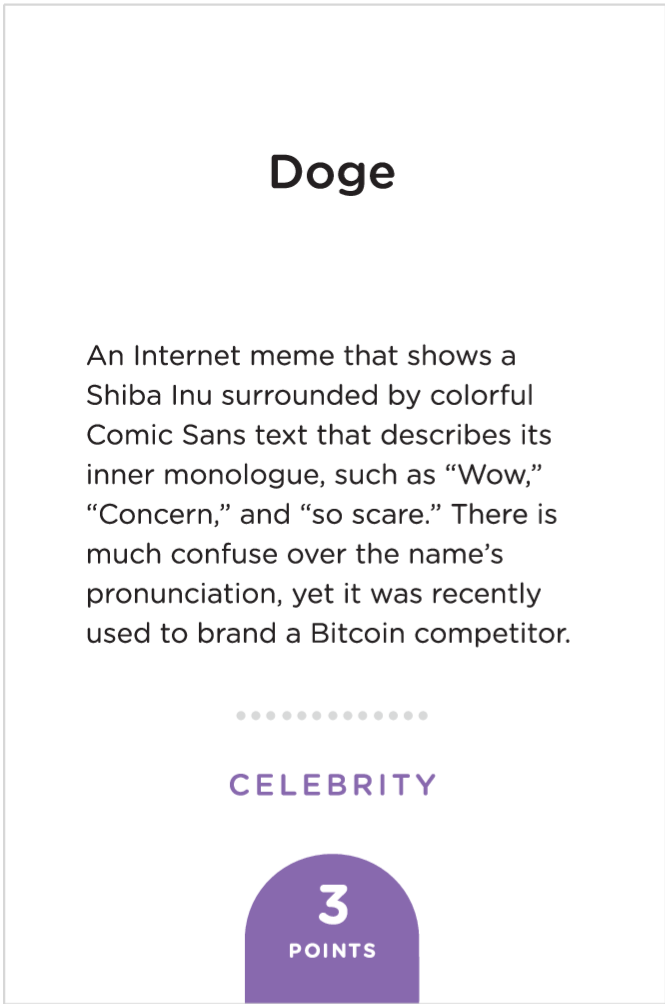 Doge
An Internet meme that shows a
Shiba Inu surrounded by colorful
Comic Sans text that describes its
inner monologue, such as “Wow,”
“Concern,” and “so scare.” There is
much confuse over the name’s
pronunciation, yet it was recently
used to brand a Bitcoin competitor.
CELEBRITY
3
POINTS